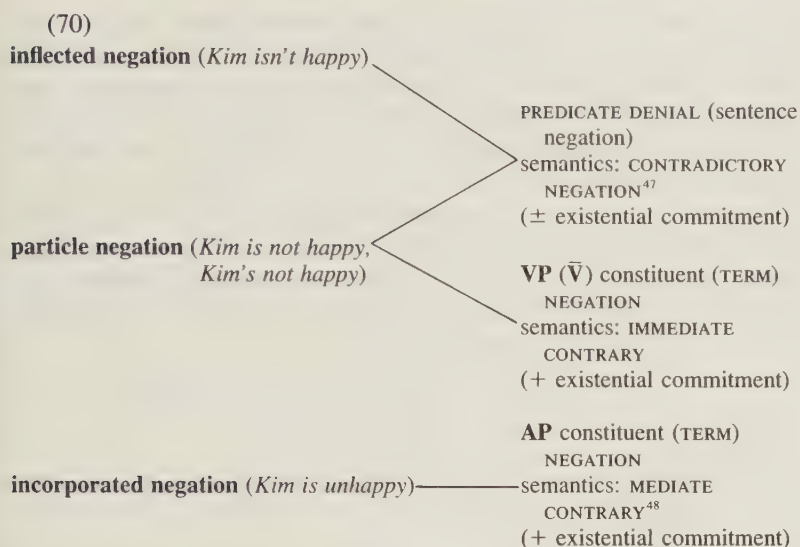 (70)
inflected negation (Kim isn't happy)
PREDICATE DENIAL (sentence
negation)
semantics: CONTRADICTORY
NEGATION47
(± existential commitment)
particle negation (Kim is not happy,
Kim's not happy)
VP (V̄) constituent (TERM)
NEGATION
semantics: IMMEDIATE
CONTRARY
(+ existential commitment)
AP constituent (TERM)
NEGATION
incorporated negation (Kim is unhappy)
semantics: MEDIATE
CONTRARY48
(+ existential commitment)